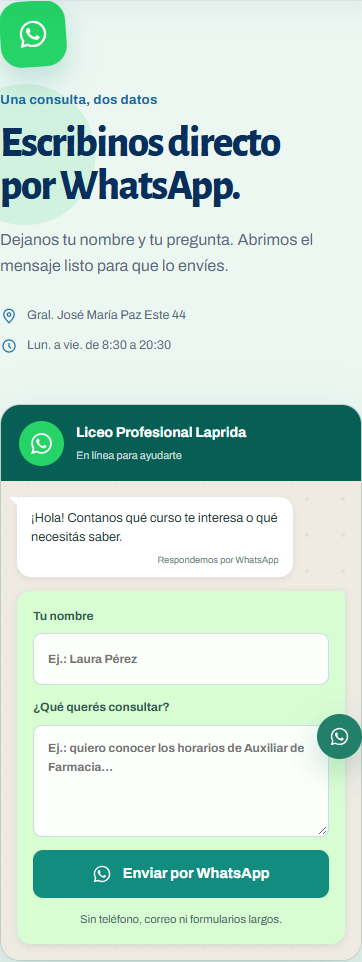 Una consulta, dos datos
Escribinos directo
por WhatsApp.
Dejanos tu nombre y tu pregunta. Abrimos el
mensaje listo para que lo envíes.
Gral. José María Paz Este 44
Lun. a vie. de 8:30 a 20:30
Liceo Profesional Laprida
En línea para ayudarte
¡Hola! Contanos qué curso te interesa o qué
necesitás saber.
Respondemos por WhatsApp
Tu nombre
Ej.: Laura Pérez
¿Qué querés consultar?
Ej.: quiero conocer los horarios de Auxiliar de
Farmacia...
Enviar por WhatsApp
Sin teléfono, correo ni formularios largos.